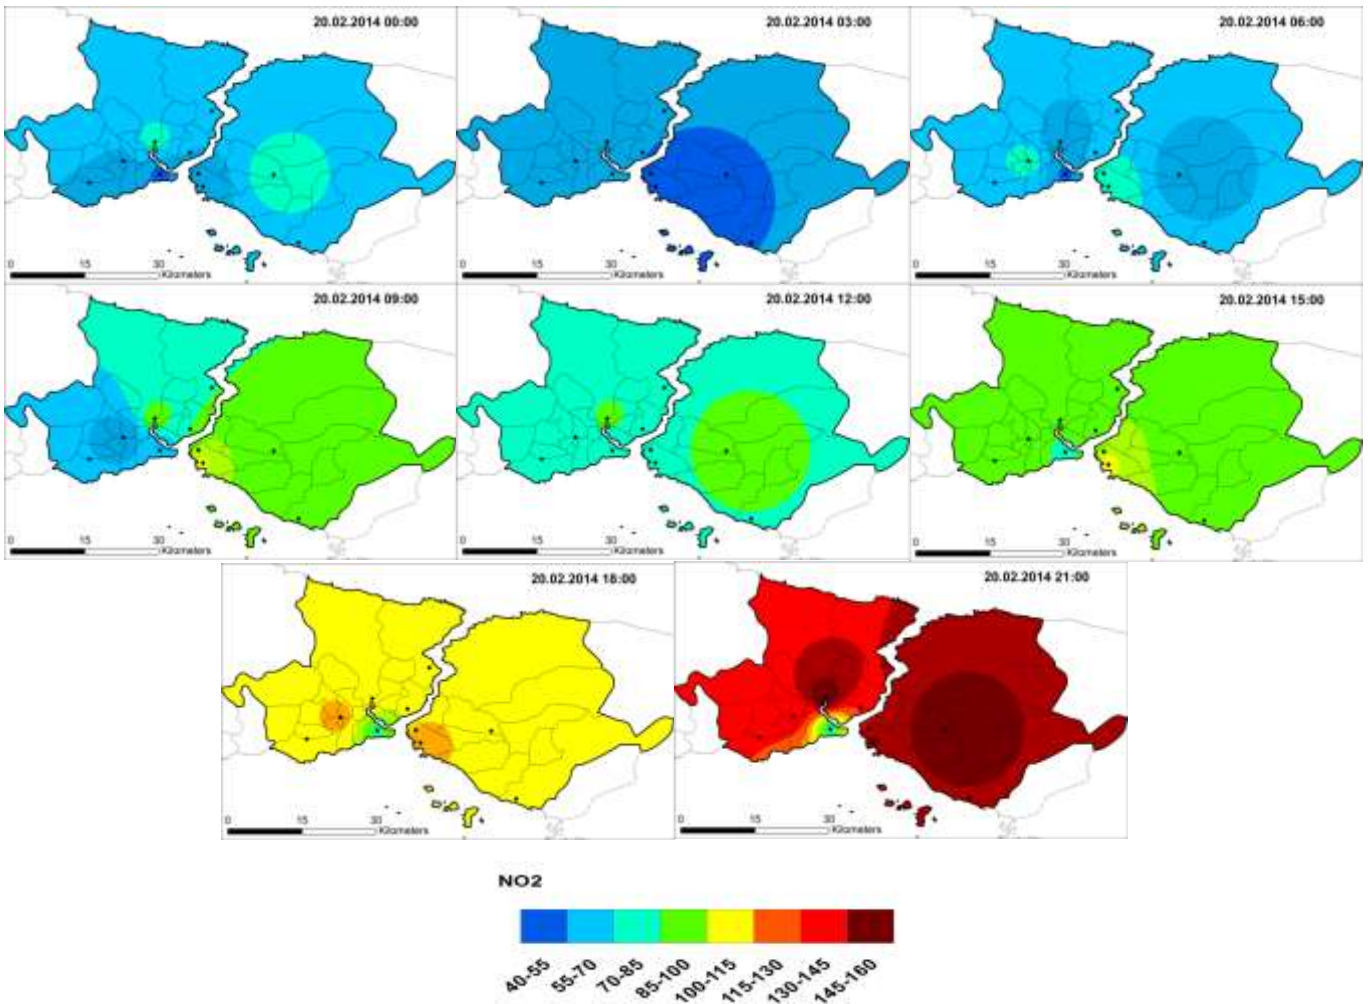 20.02.2014 00:00
20.02.2014 03:00
20.02.2014 06:00
0 15 30 Kilometers
0 15 30 Kilometers
0 15 30 Kilometers
20.02.2014 09:00
20.02.2014 12:00
20.02.2014 15:00
0 15 30 Kilometers
0 15 30 Kilometers
0 15 30 Kilometers
20.02.2014 18:00
20.02.2014 21:00
0 15 30 Kilometers
0 15 30 Kilometers
NO2
40-55
55-70
70-85
85-100
100-115
115-130
130-145
145-160